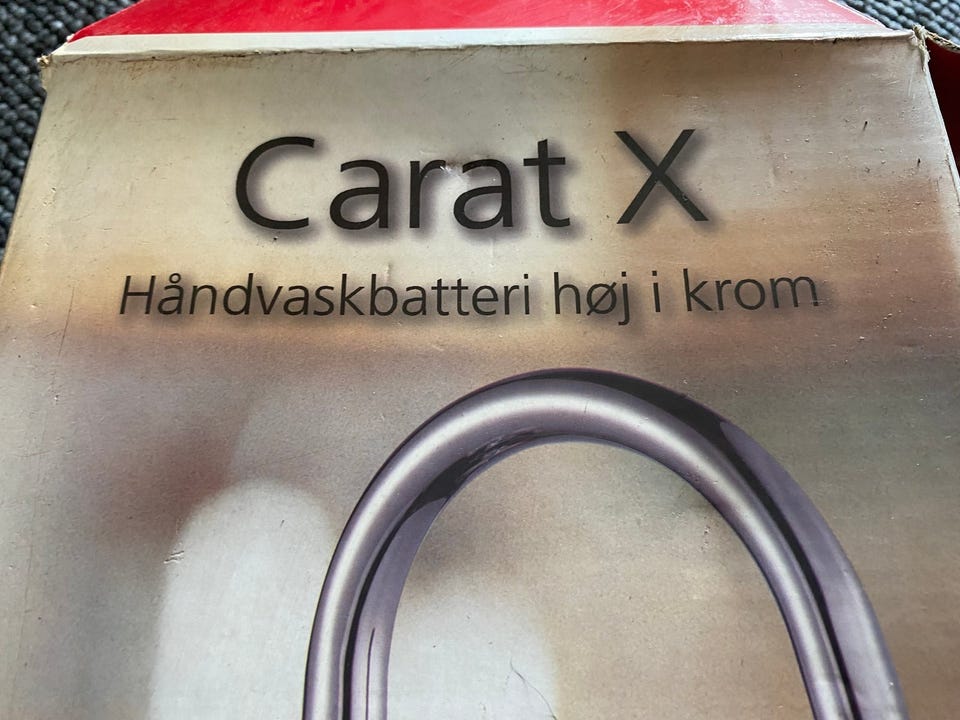 Carat X
Håndvaskbatteri høj i krom